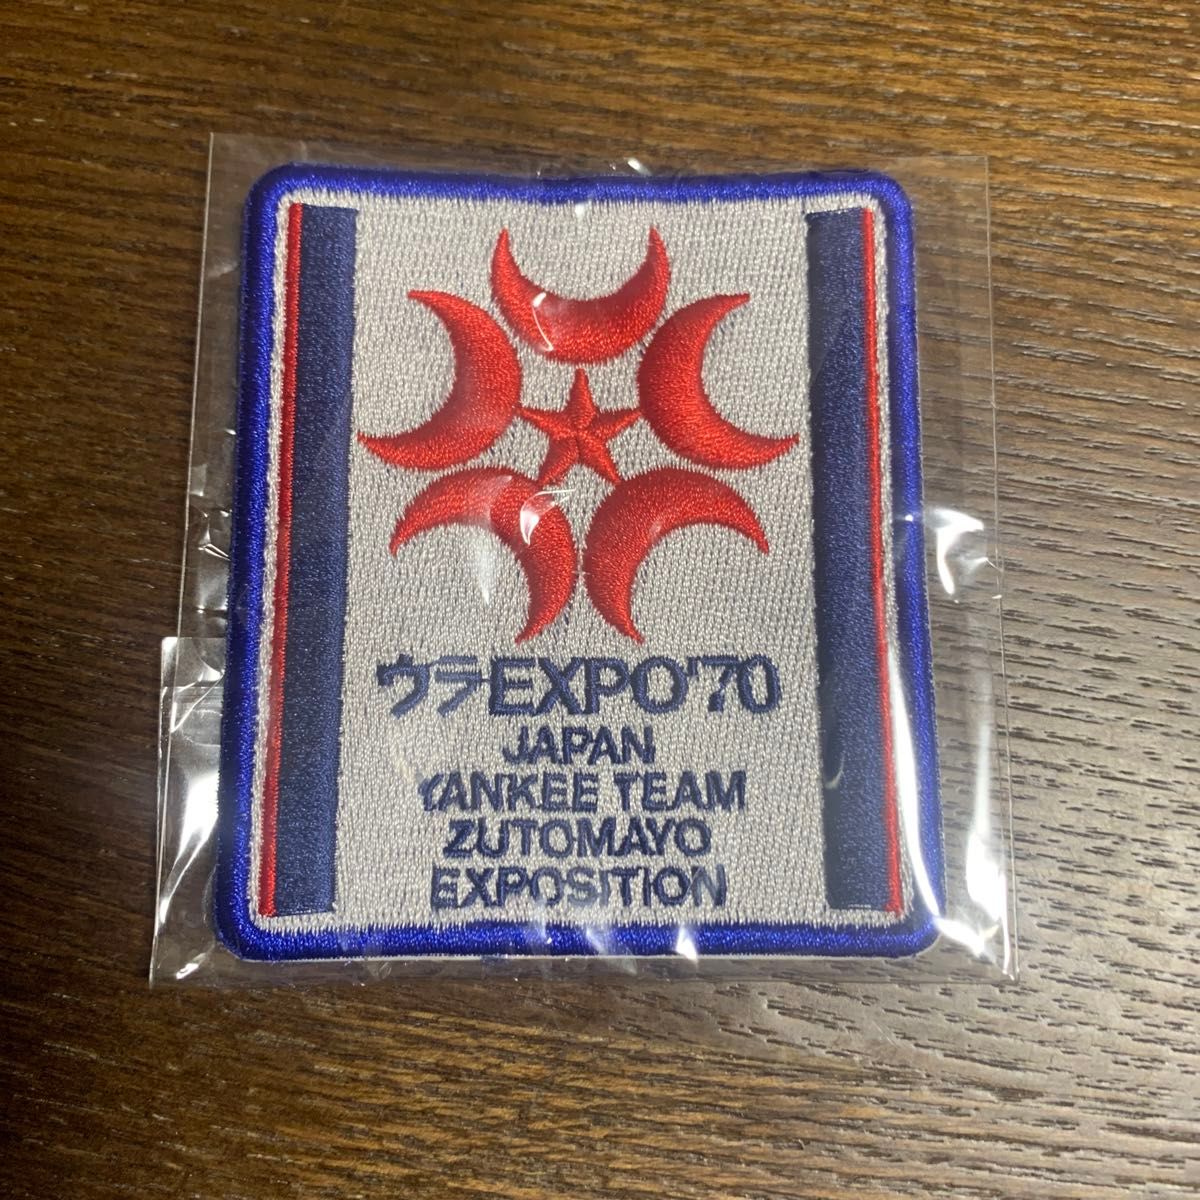 ウラEXPO'70
JAPAN
YANKEE TEAM
ZUTOMAYO
EXPOSITION